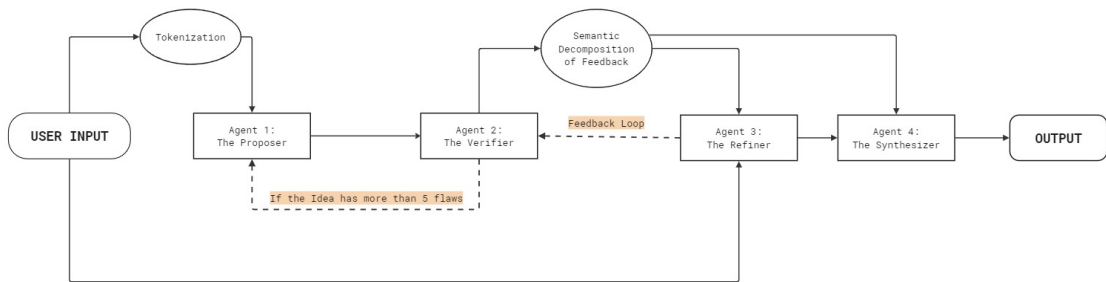 Tokenization
Semantic
Decomposition
of Feedback
USER INPUT
Agent 1:
The Proposer
Agent 2:
The Verifier
Feedback Loop
Agent 3:
The Refiner
Agent 4:
The Synthesizer
OUTPUT
If the Idea has more than 5 flaws